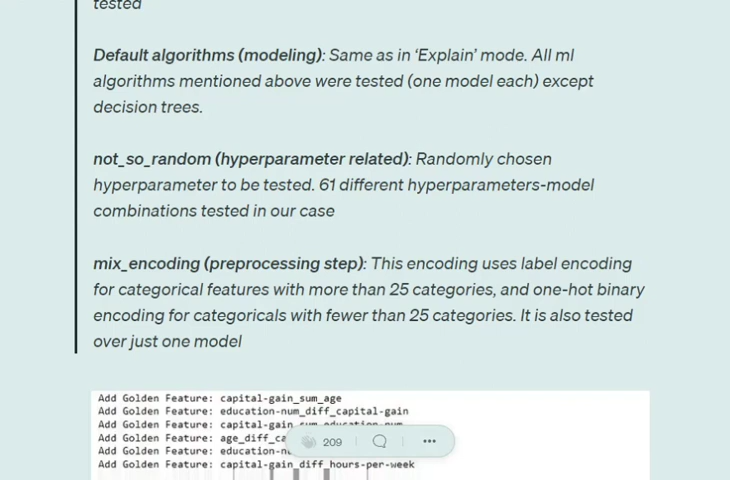 tested
Default algorithms (modeling): Same as in ‘Explain’ mode. All ml
algorithms mentioned above were tested (one model each) except
decision trees.
not_so_random (hyperparameter related): Randomly chosen
hyperparameter to be tested. 61 different hyperparameters-model
combinations tested in our case
mix_encoding (preprocessing step): This encoding uses label encoding
for categorical features with more than 25 categories, and one-hot binary
encoding for categoricals with fewer than 25 categories. It is also tested
over just one model
Add Golden Feature: capital-gain_sum_age
Add Golden Feature: education-num_diff_capital-gain
Add Golden Feature: capital-gain_sum_education-num
Add Golden Feature:
Add Golden Feature:
Add Golden Feature: capital-gain_diff_hours-per-week
209